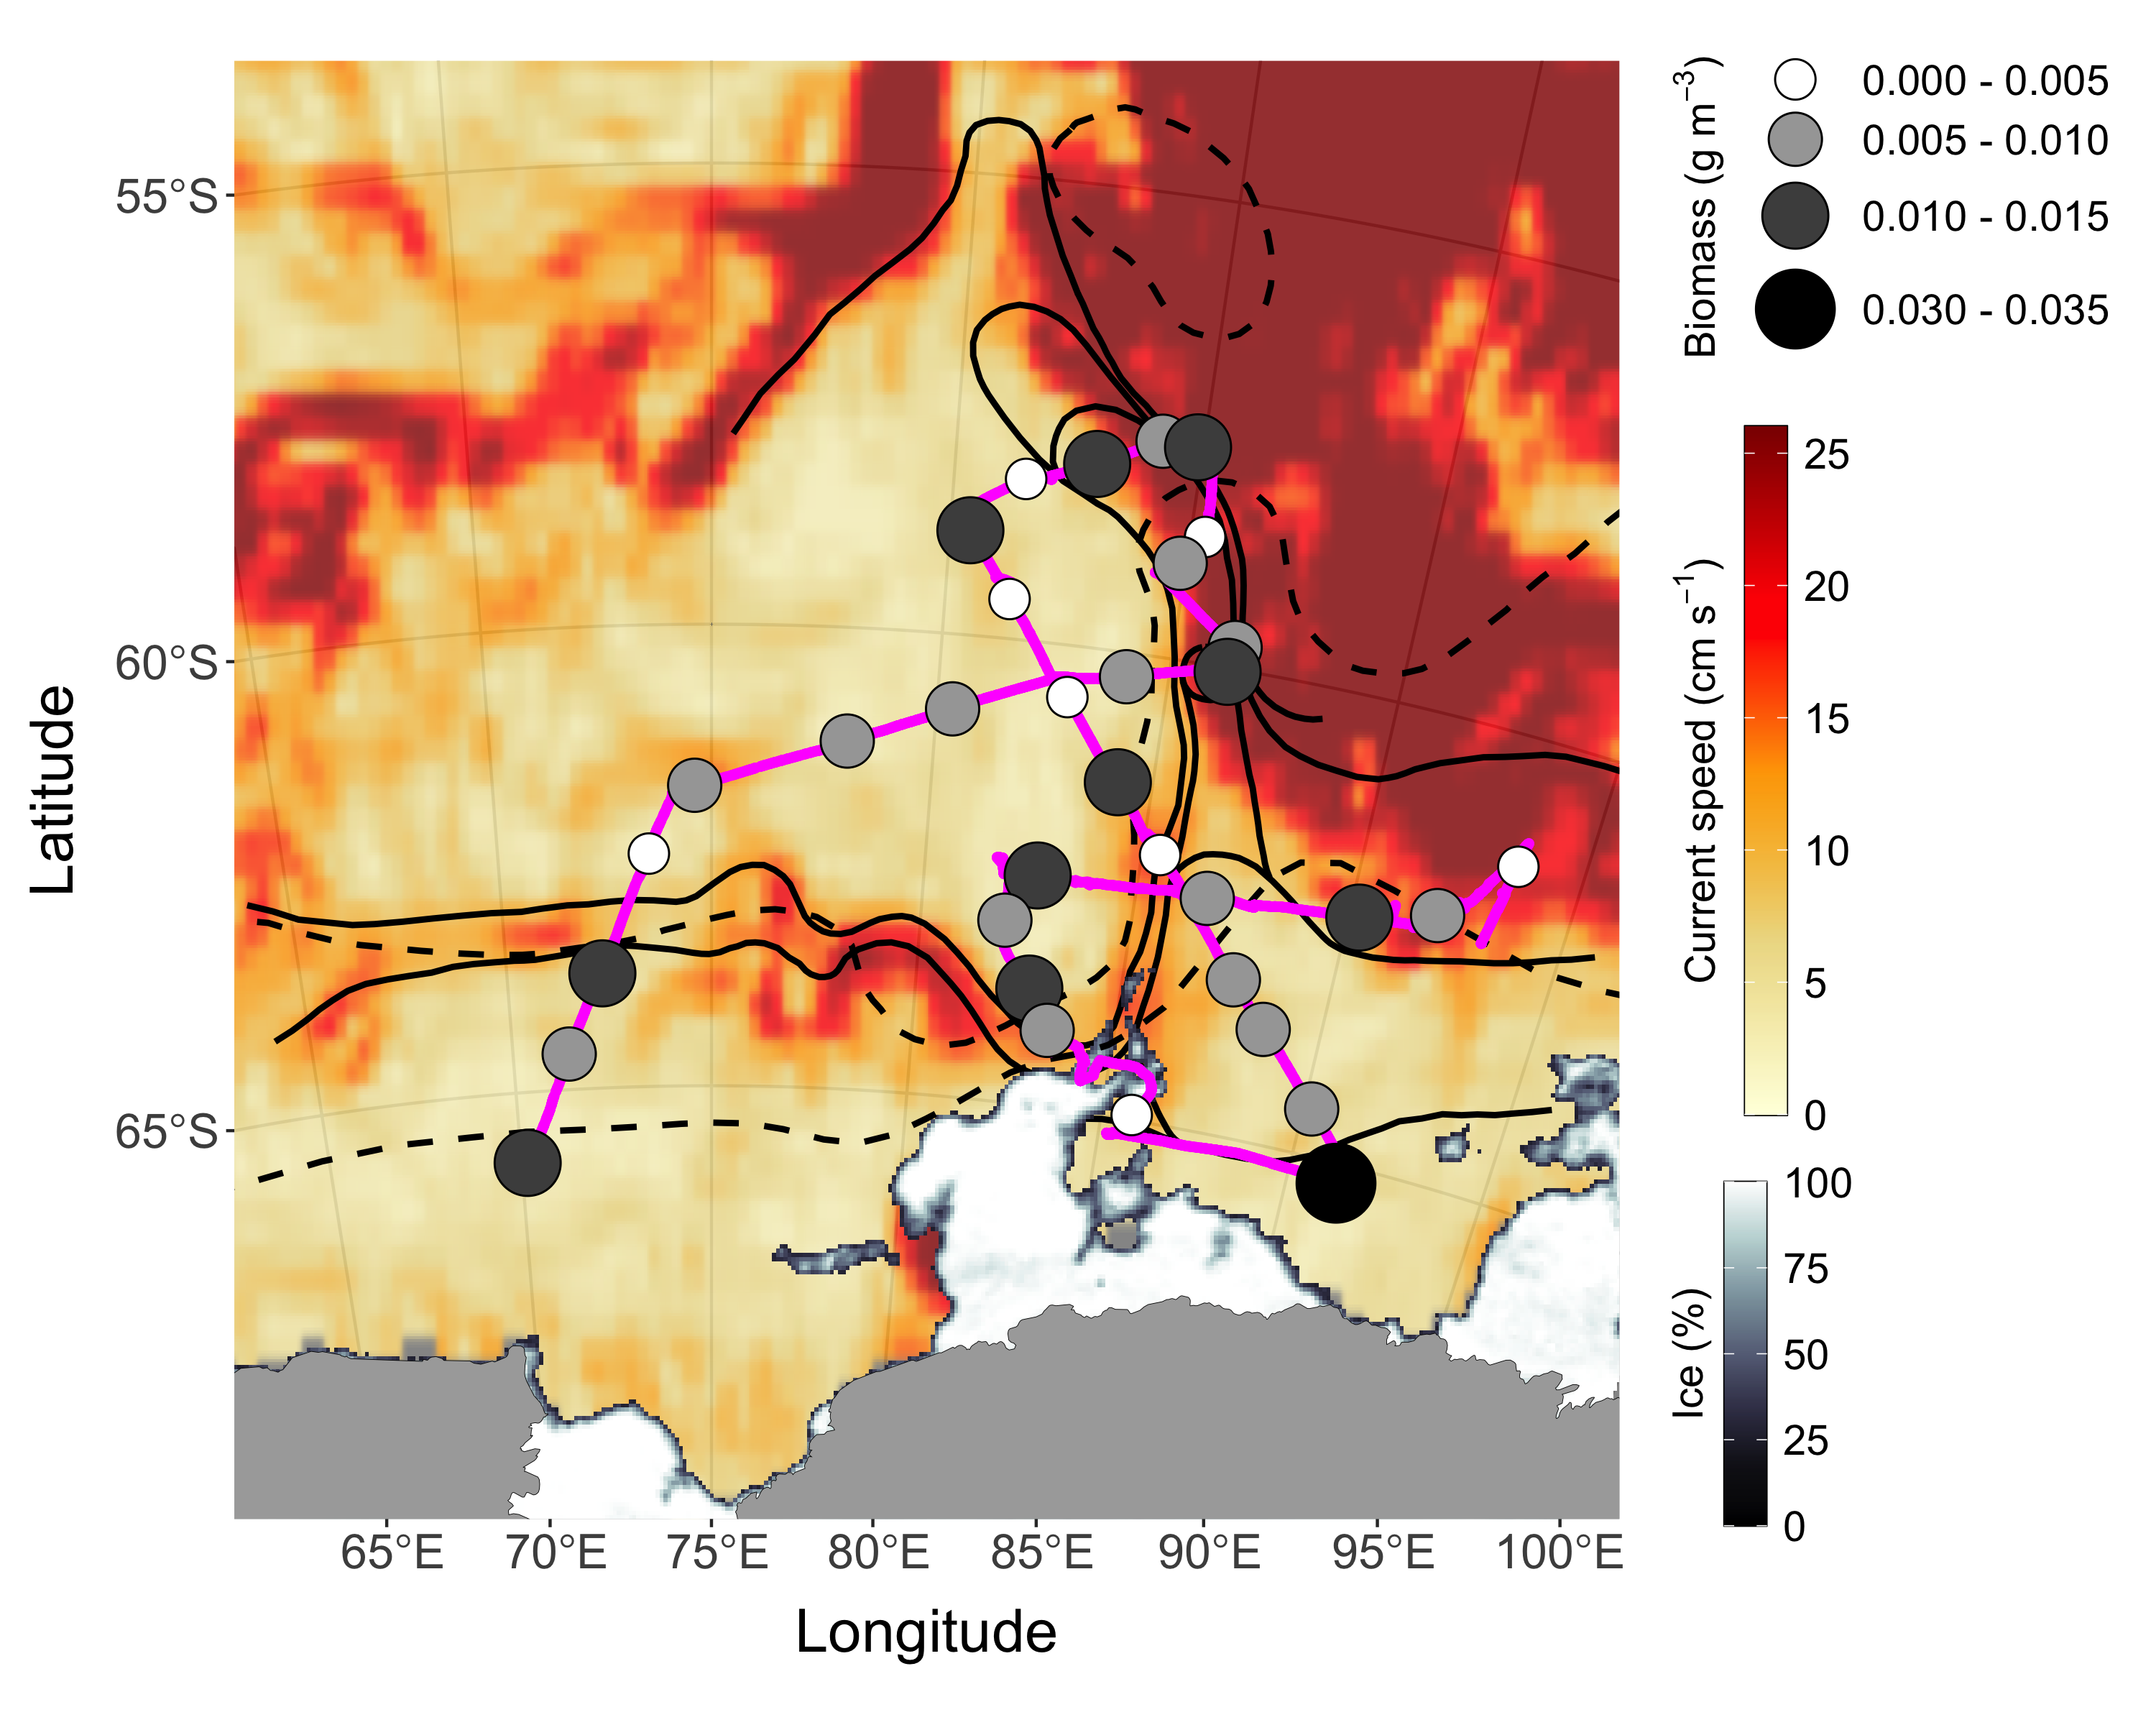 55°S
60°S
65°S
Latitude
65°E 70°E 75°E 80°E 85°E 90°E 95°E 100°E
Longitude
Biomass (g m⁻³)
0.000 - 0.005
0.005 - 0.010
0.010 - 0.015
0.030 - 0.035
Current speed (cm s⁻¹)
25
20
15
10
5
0
Ice (%)
100
75
50
25
0